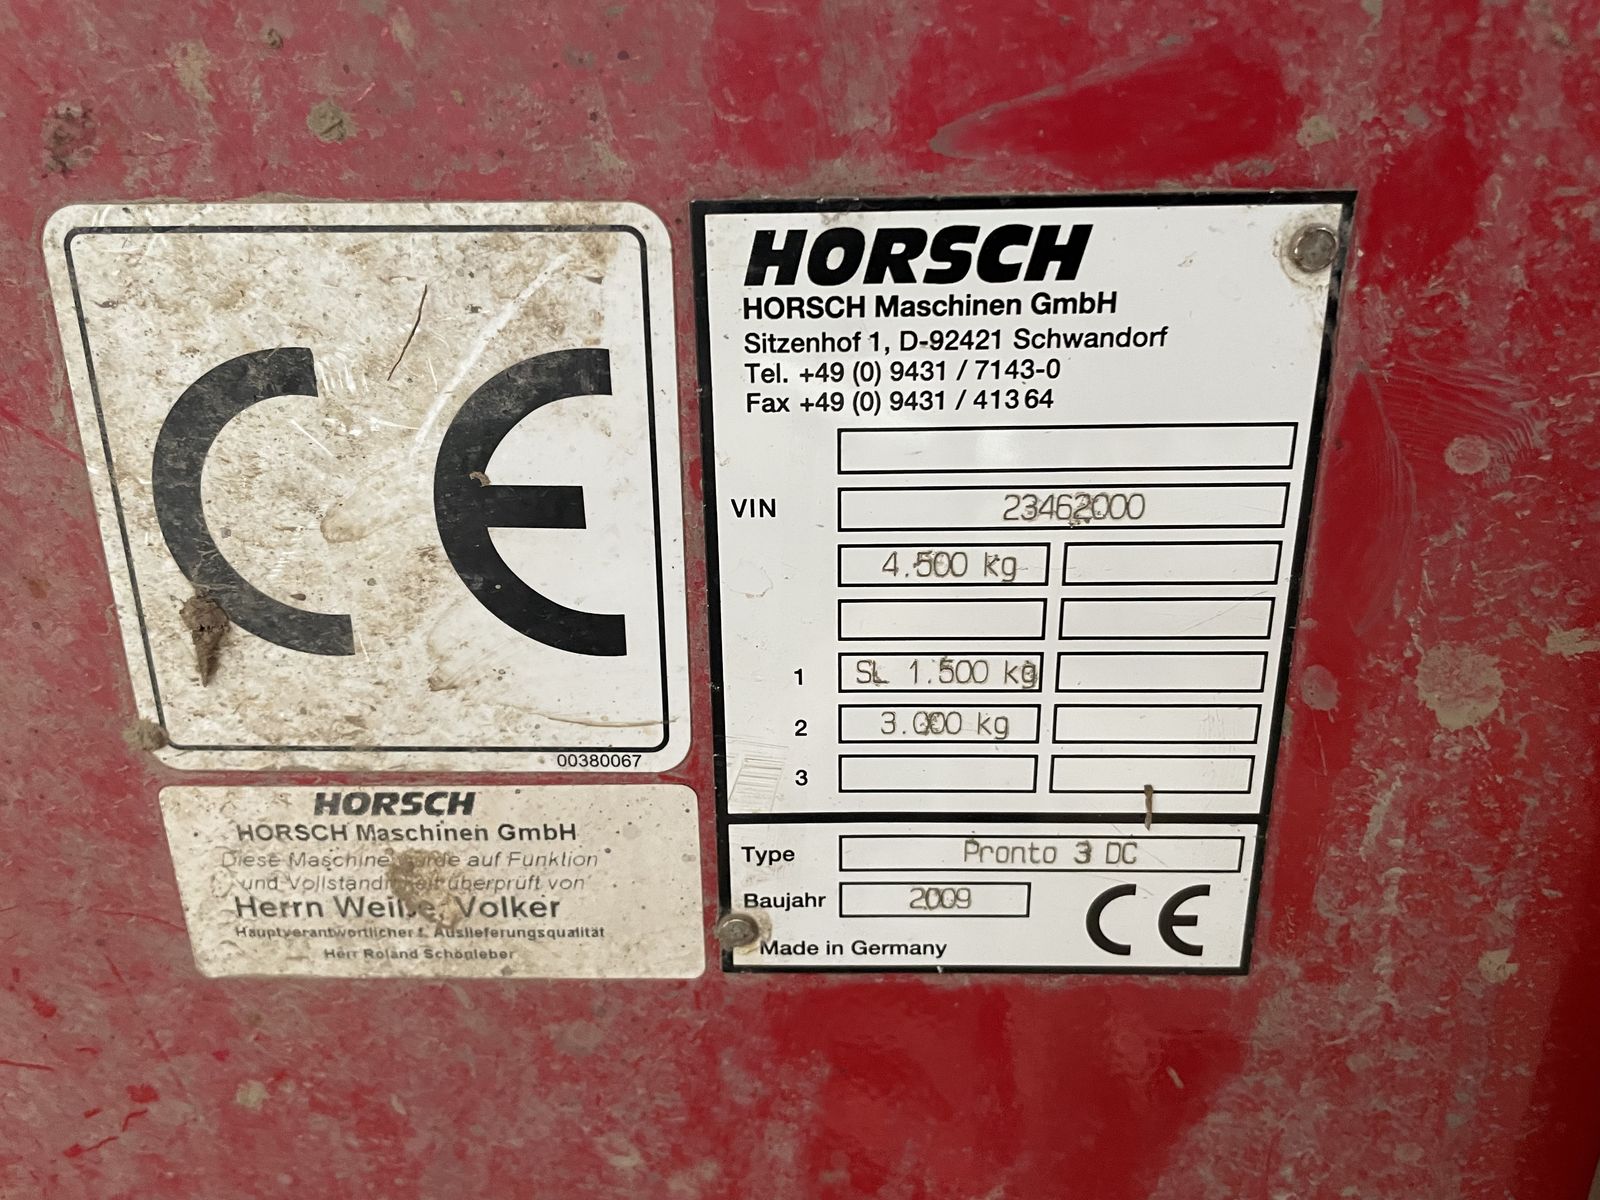 CE
00380067
HORSCH
HORSCH Maschinen GmbH
Diese Maschine wurde auf Funktion
und Vollständigkeit überprüft von
Herrn Weiße, Volker
Hauptverantwortlicher f. Auslieferungsqualität
Herr Roland Schönleber
HORSCH
HORSCH Maschinen GmbH
Sitzenhof 1, D-92421 Schwandorf
Tel. +49 (0) 9431 / 7143-0
Fax +49 (0) 9431 / 41364
VIN 23462000
4.500 kg
1 SL 1.500 kg
2 3.000 kg
3
Type Pronto 3 DC
Baujahr 2009
Made in Germany CE